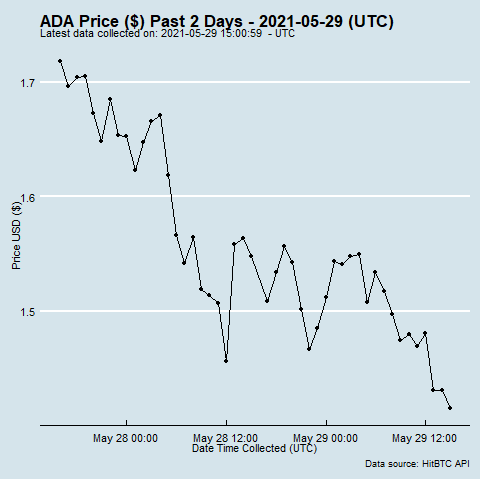 ADA Price ($) Past 2 Days - 2021-05-29 (UTC)
Latest data collected on: 2021-05-29 15:00:59 - UTC
1.7
1.6
1.5
Price USD ($)
May 28 00:00
May 28 12:00
May 29 00:00
May 29 12:00
Date Time Collected (UTC)
Data source: HitBTC API